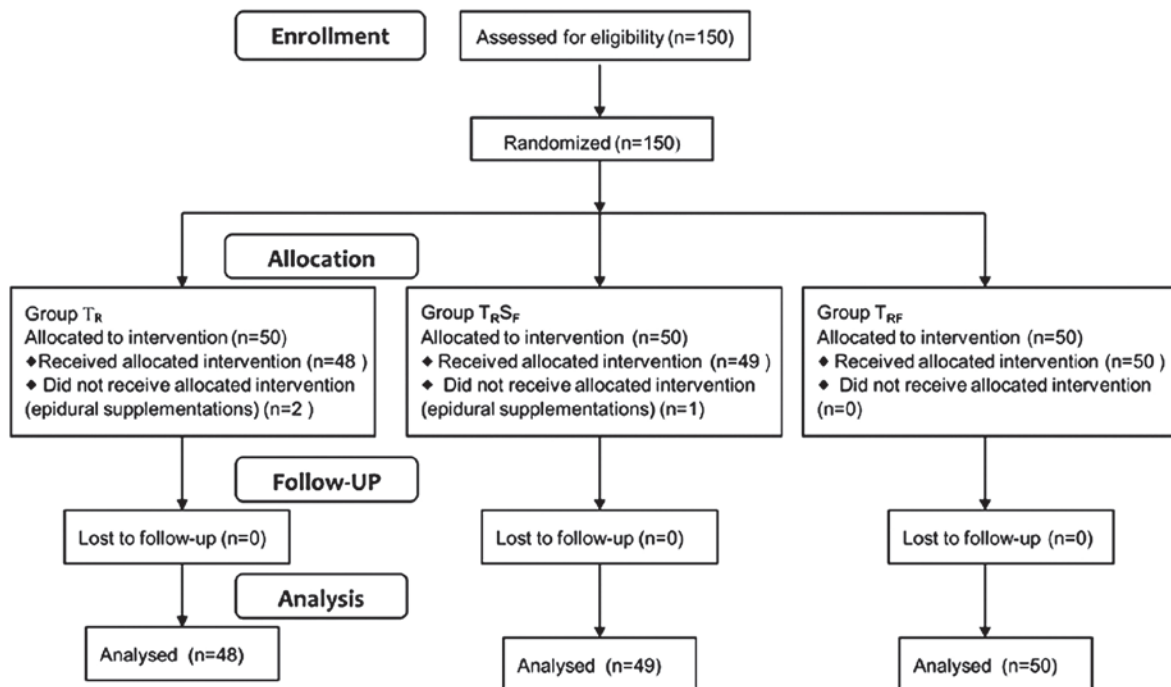 Enrollment
Assessed for eligibility (n=150)
Randomized (n=150)
Allocation
Group TR
Allocated to intervention (n=50)
◆Received allocated intervention (n=48 )
◆ Did not receive allocated intervention
(epidural supplementations) (n=2 )
Group TRSF
Allocated to intervention (n=50)
◆ Received allocated intervention (n=49 )
◆ Did not receive allocated intervention
(epidural supplementations) (n=1)
Group TRF
Allocated to intervention (n=50)
◆ Received allocated intervention (n=50 )
◆ Did not receive allocated intervention
(n=0)
Follow-UP
Lost to follow-up (n=0)
Lost to follow-up (n=0)
Lost to follow-up (n=0)
Analysis
Analysed (n=48)
Analysed (n=49)
Analysed (n=50)